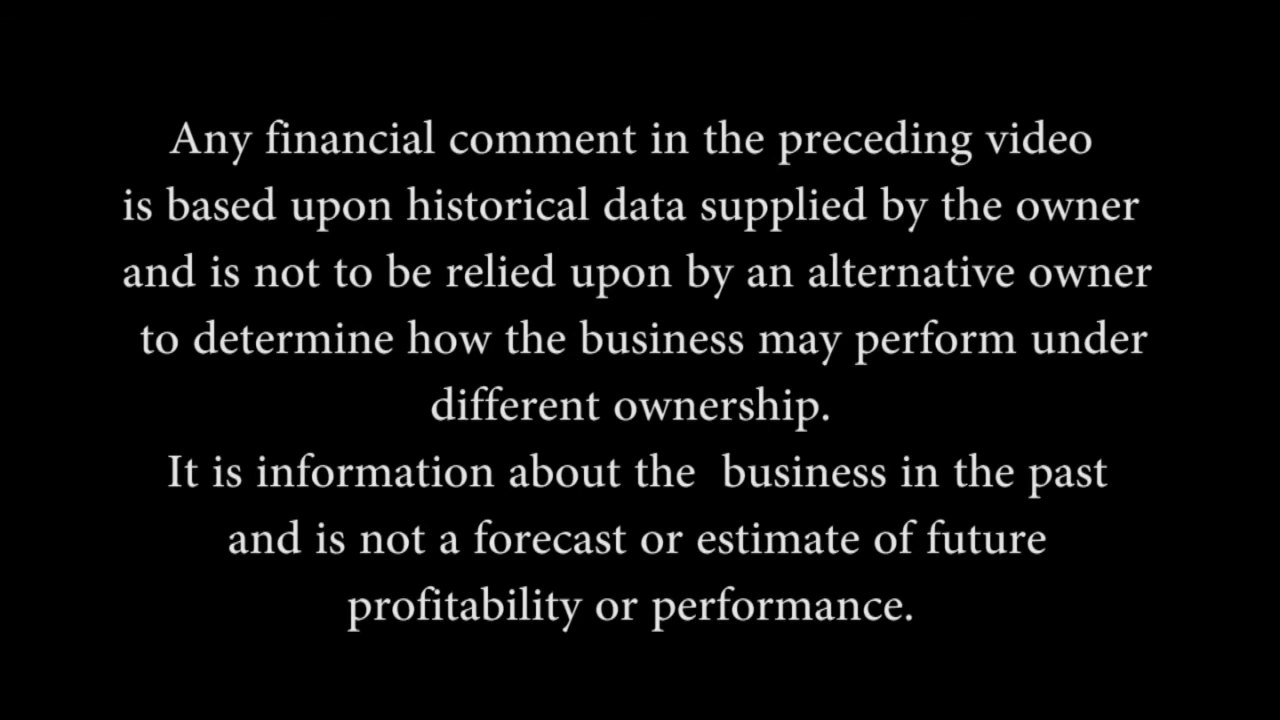 Any financial comment in the preceding video
is based upon historical data supplied by the owner
and is not to be relied upon by an alternative owner
to determine how the business may perform under
different ownership.
It is information about the  business in the past
and is not a forecast or estimate of future
profitability or performance.